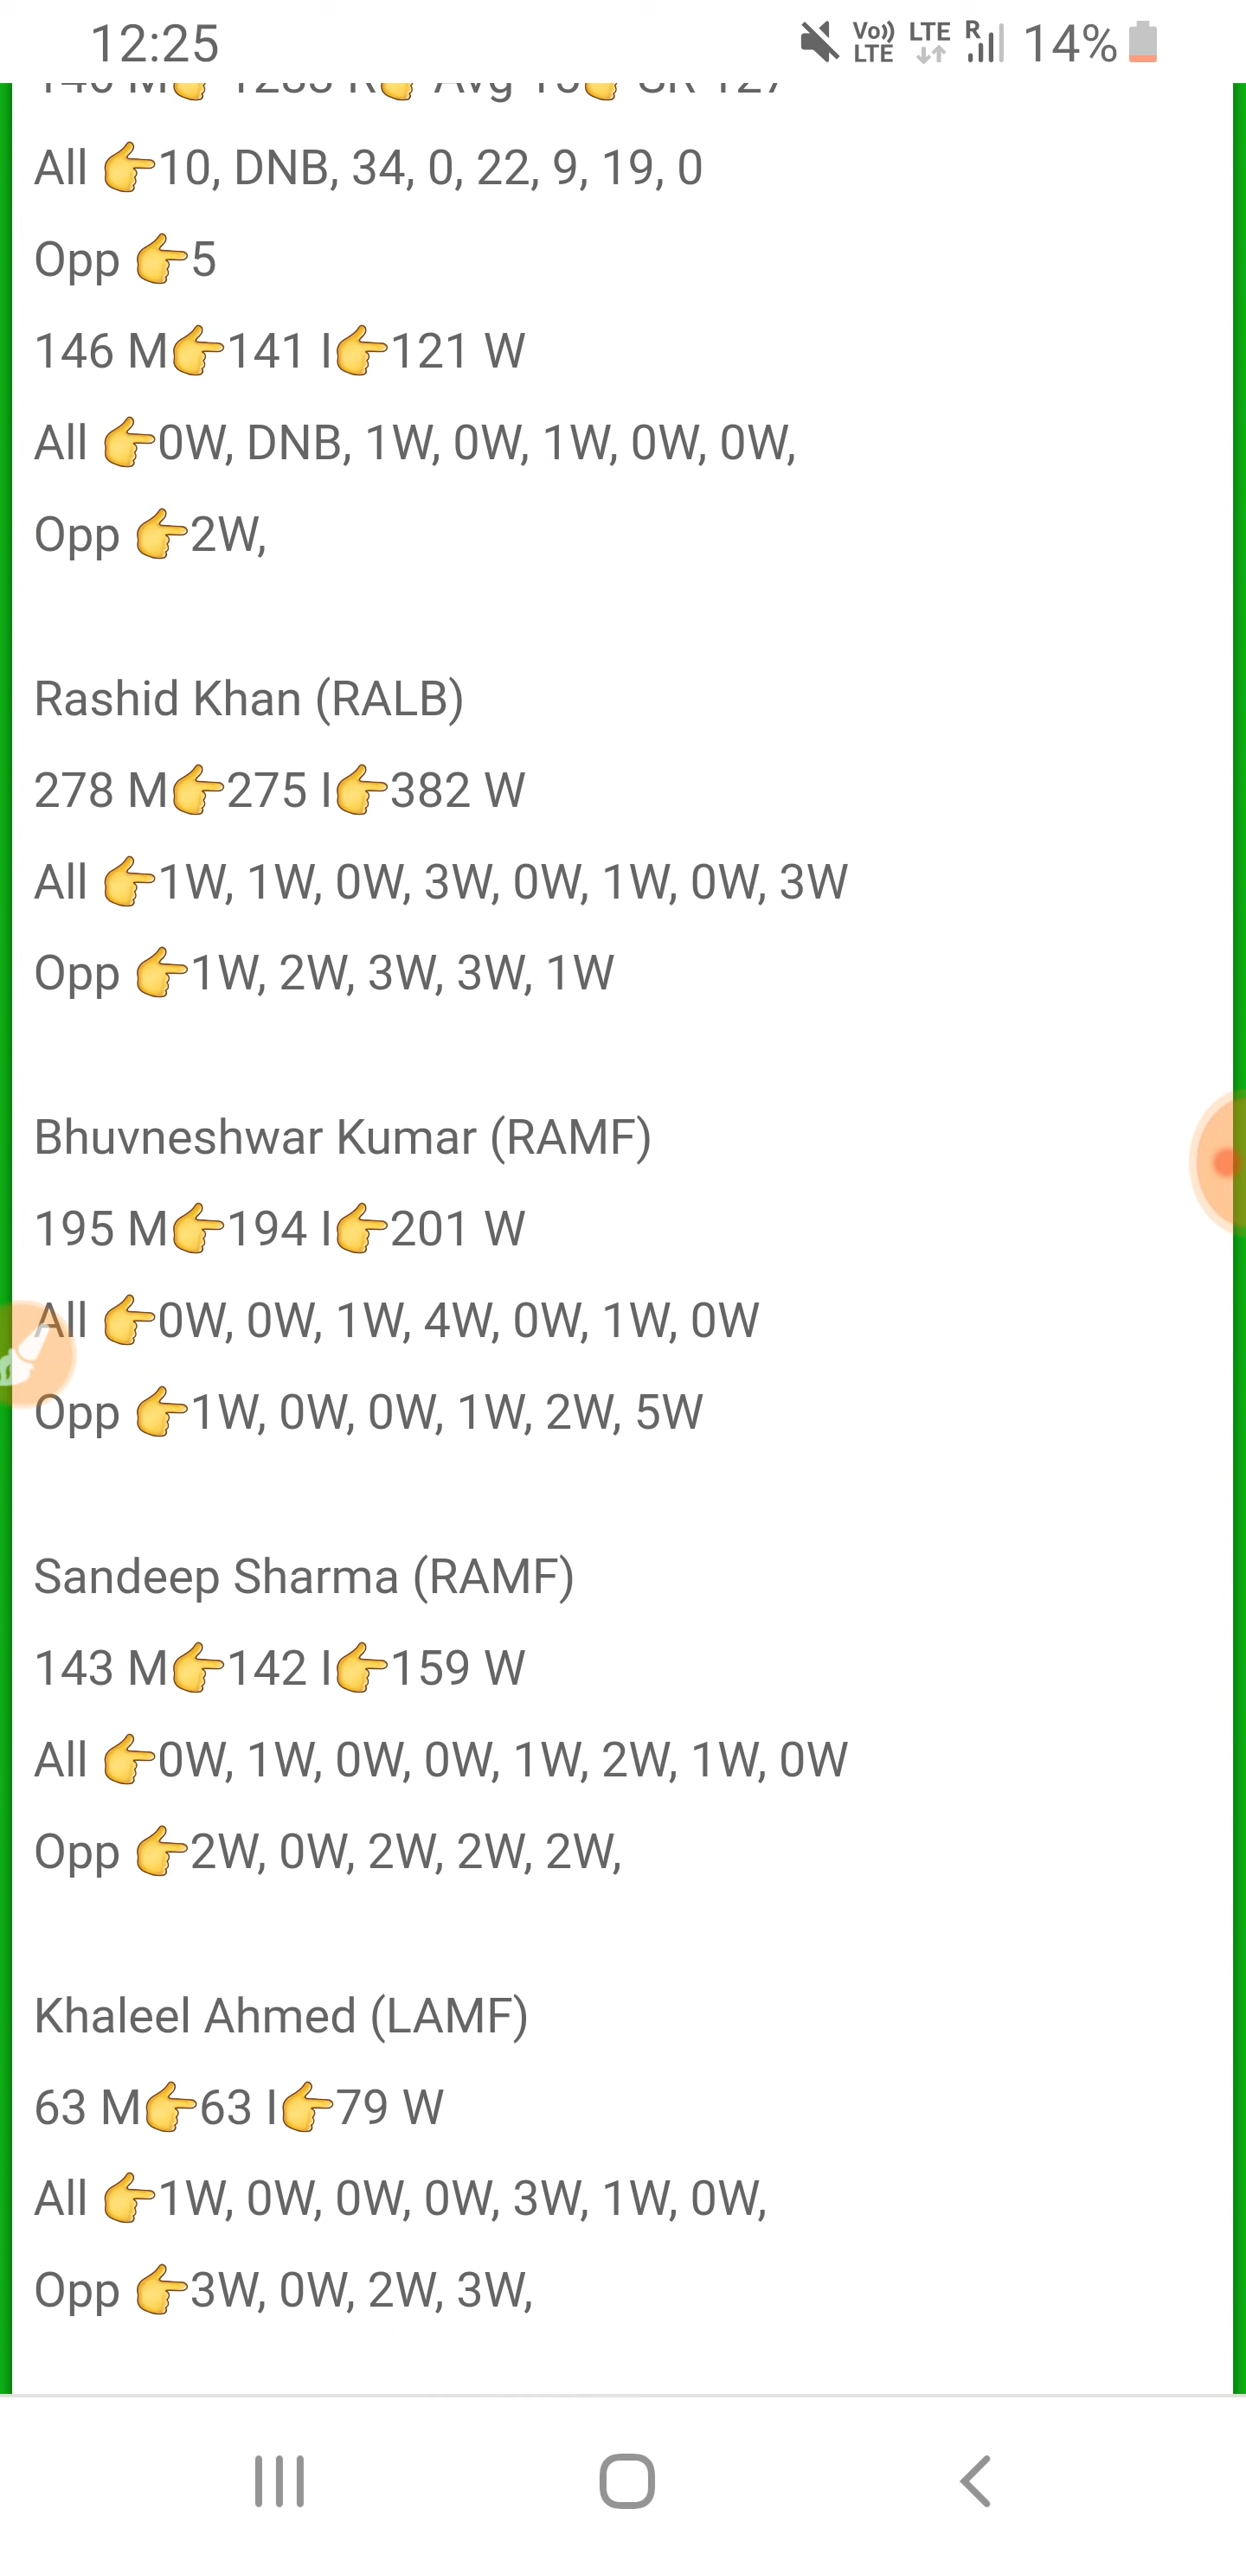 12:25 Vo)) LTE LTE R 14%
All 👉10, DNB, 34, 0, 22, 9, 19, 0
Opp 👉5
146 M👉141 I👉121 W
All 👉0W, DNB, 1W, 0W, 1W, 0W, 0W,
Opp 👉2W,
Rashid Khan (RALB)
278 M👉275 I👉382 W
All 👉1W, 1W, 0W, 3W, 0W, 1W, 0W, 3W
Opp 👉1W, 2W, 3W, 3W, 1W
Bhuvneshwar Kumar (RAMF)
195 M👉194 I👉201 W
All 👉0W, 0W, 1W, 4W, 0W, 1W, 0W
Opp 👉1W, 0W, 0W, 1W, 2W, 5W
Sandeep Sharma (RAMF)
143 M👉142 I👉159 W
All 👉0W, 1W, 0W, 0W, 1W, 2W, 1W, 0W
Opp 👉2W, 0W, 2W, 2W, 2W,
Khaleel Ahmed (LAMF)
63 M👉63 I👉79 W
All 👉1W, 0W, 0W, 0W, 3W, 1W, 0W,
Opp 👉3W, 0W, 2W, 3W,